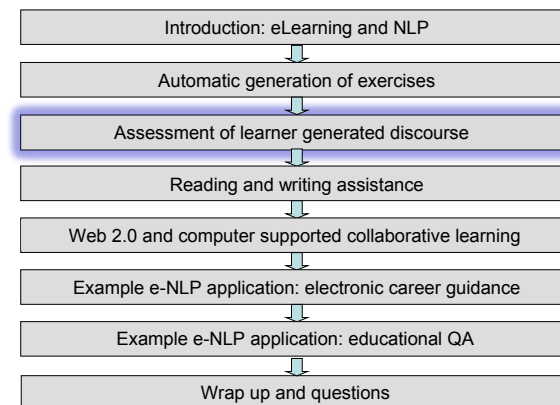 Introduction: eLearning and NLP
Automatic generation of exercises
Assessment of learner generated discourse
Reading and writing assistance
Web 2.0 and computer supported collaborative learning
Example e-NLP application: electronic career guidance
Example e-NLP application: educational QA
Wrap up and questions